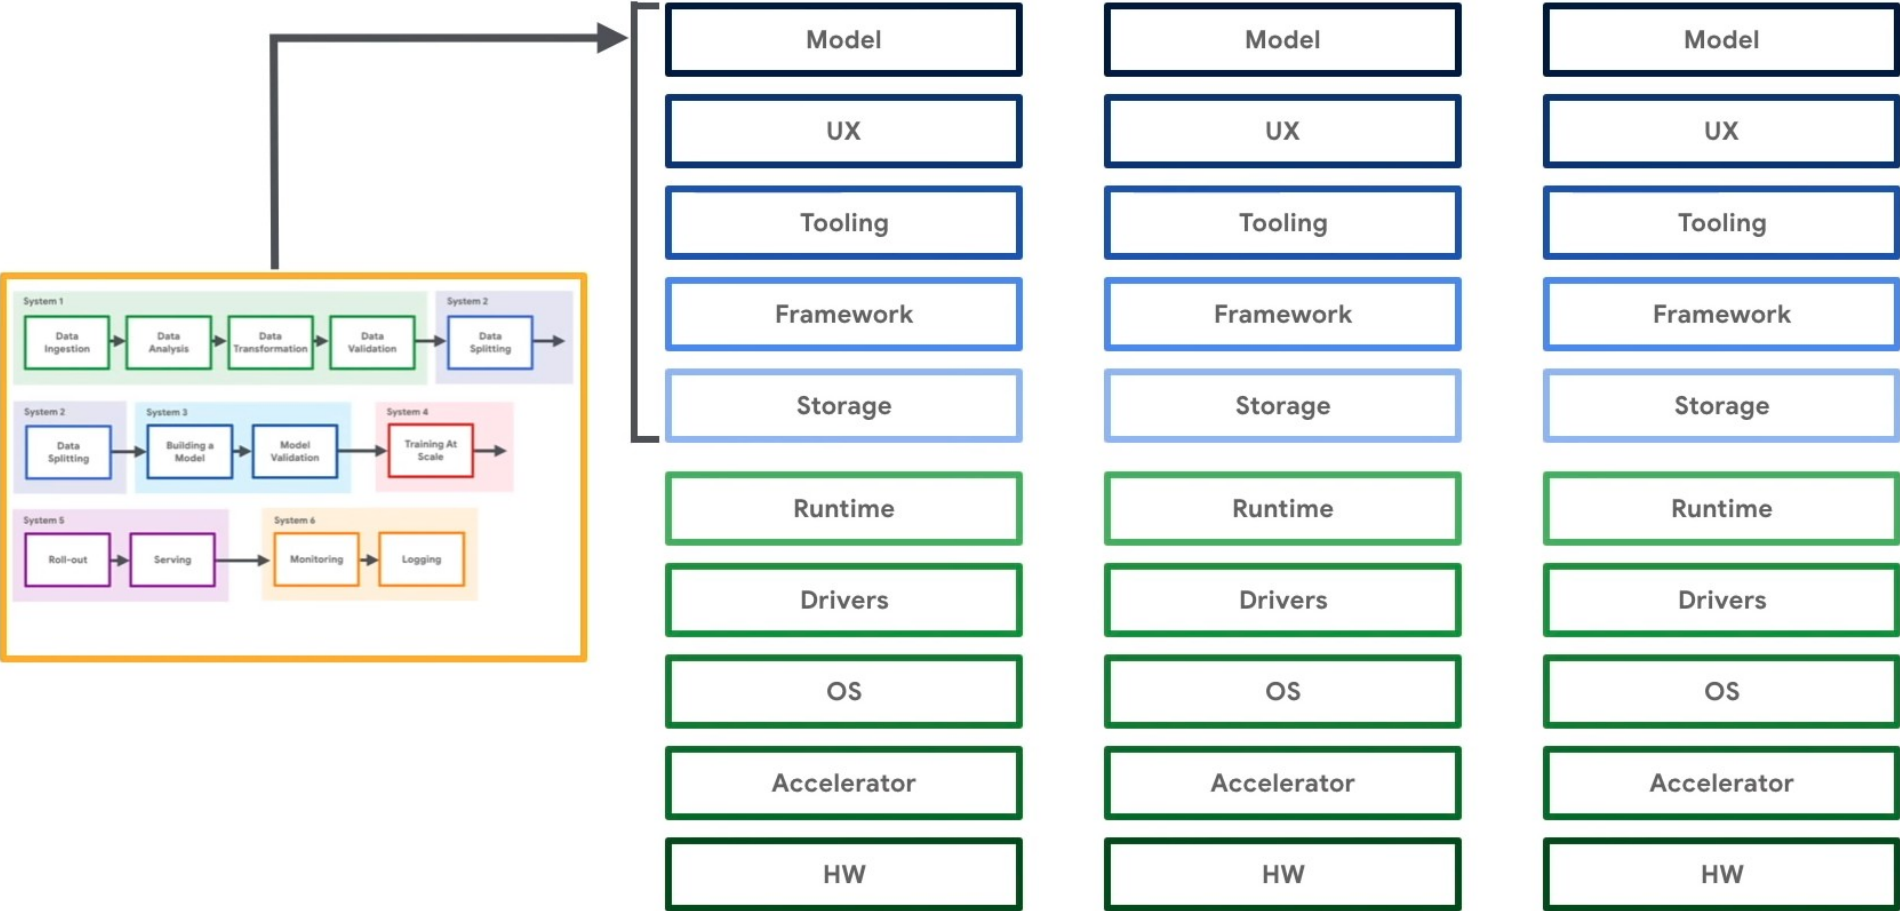 Model Model Model
UX UX UX
Tooling Tooling Tooling
Framework Framework Framework
Storage Storage Storage
Runtime Runtime Runtime
Drivers Drivers Drivers
OS OS OS
Accelerator Accelerator Accelerator
HW HW HW
System 1
Data
Ingestion
Data
Analysis
Data
Transformation
Data
Validation
System 2
Data
Splitting
System 2
Data
Splitting
System 3
Building a
Model
Model
Validation
System 4
Training At
Scale
System 5
Roll-out
Serving
System 6
Monitoring
Logging